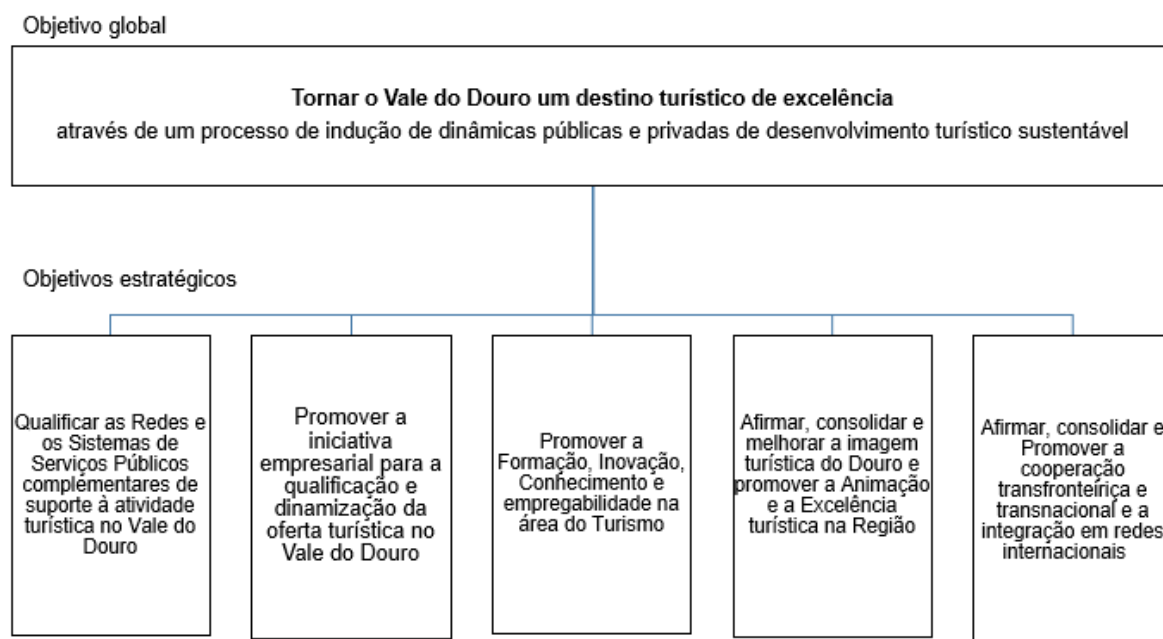 Objetivo global
Tornar o Vale do Douro um destino turístico de excelência
através de um processo de indução de dinâmicas públicas e privadas de desenvolvimento turístico sustentável
Objetivos estratégicos
Qualificar as Redes e
os Sistemas de
Serviços Públicos
complementares de
suporte à atividade
turística no Vale do
Douro
Promover a
iniciativa
empresarial para a
qualificação e
dinamização da
oferta turística no
Vale do Douro
Promover a
Formação, Inovação,
Conhecimento e
empregabilidade na
área do Turismo
Afirmar, consolidar e
melhorar a imagem
turística do Douro e
promover a Animação
e a Excelência
turística na Região
Afirmar, consolidar e
Promover a
cooperação
transfronteiriça e
transnacional e a
integração em redes
internacionais